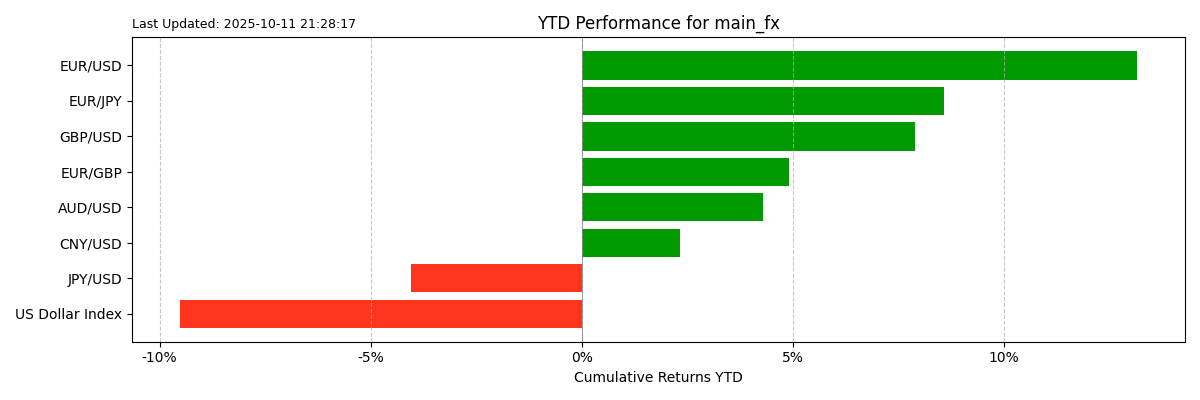 Last Updated: 2025-10-11 21:28:17
YTD Performance for main_fx
EUR/USD
EUR/JPY
GBP/USD
EUR/GBP
AUD/USD
CNY/USD
JPY/USD
US Dollar Index
-10% -5% 0% 5% 10%
Cumulative Returns YTD